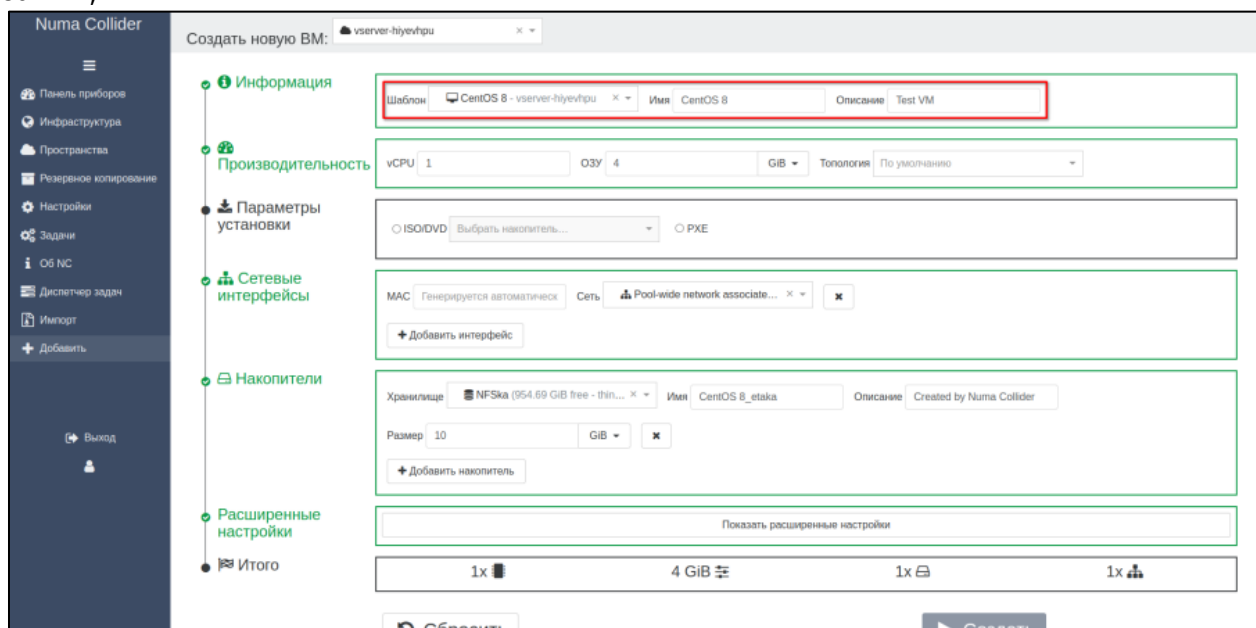 Numa Collider
Создать новую ВМ: vserver-hiyevhpu
Панель приборов
Инфраструктура
Пространства
Резервное копирование
Настройки
Задачи
Об NC
Диспетчер задач
Импорт
Добавить
Выход
Информация
Шаблон CentOS 8 - vserver-hiyevhpu Имя CentOS 8 Описание Test VM
Производительность
vCPU 1 ОЗУ 4 GiB Топология По умолчанию
Параметры
установки
ISO/DVD Выбрать накопитель... PXE
Сетевые
интерфейсы
MAC Генерируется автоматическ Сеть Pool-wide network associate...
Добавить интерфейс
Накопители
Хранилище NFSka (954.69 GiB free - thin... Имя CentOS 8_etaka Описание Created by Numa Collider
Размер 10 GiB
Добавить накопитель
Расширенные
настройки
Показать расширенные настройки
Итого
1x 4 GiB 1x 1x
Сбросить Создать